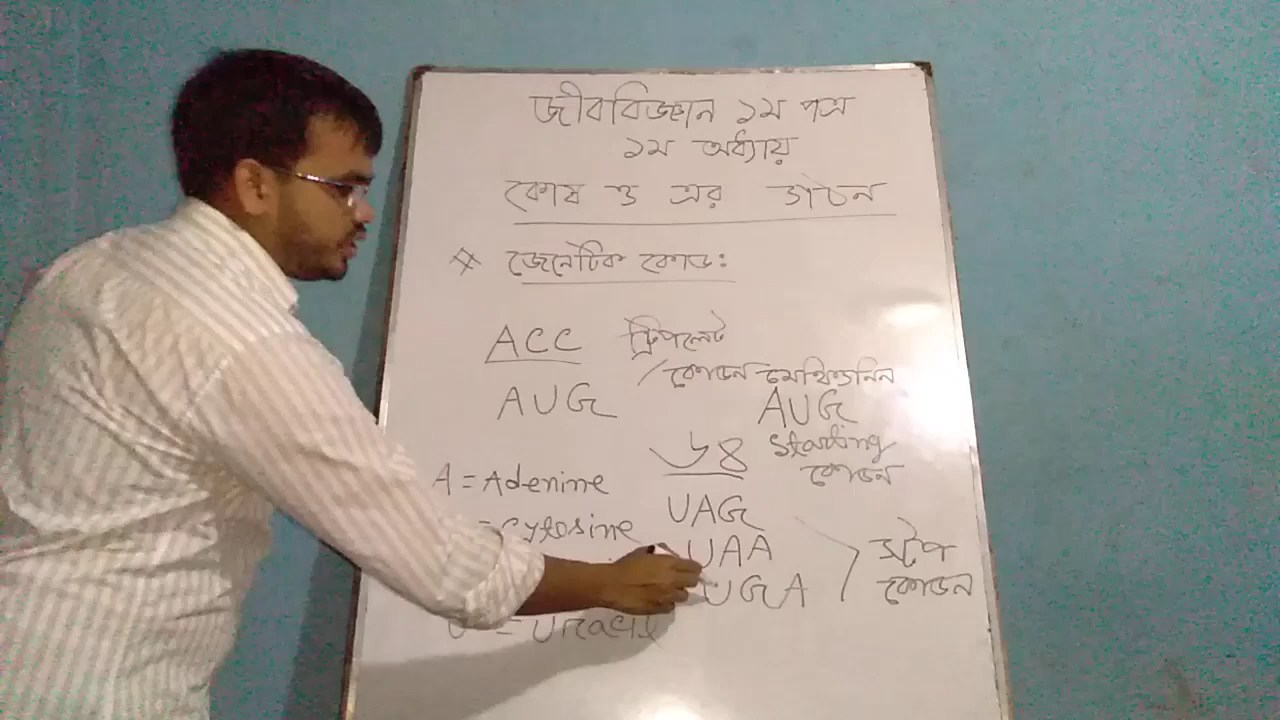 জীববিজ্ঞান ১ম পত্র
১ম অধ্যায়
কোষ ও এর
* জেনেটিক কোড:
ACC ট্রিপলেট
/ কোডন মেথিওনিন
AUG AUG
৬৪ starting
কোডন
A = Adenine
= Cytosine
UAG
UAA
UGA
স্টপ
কোডন
= Uracil